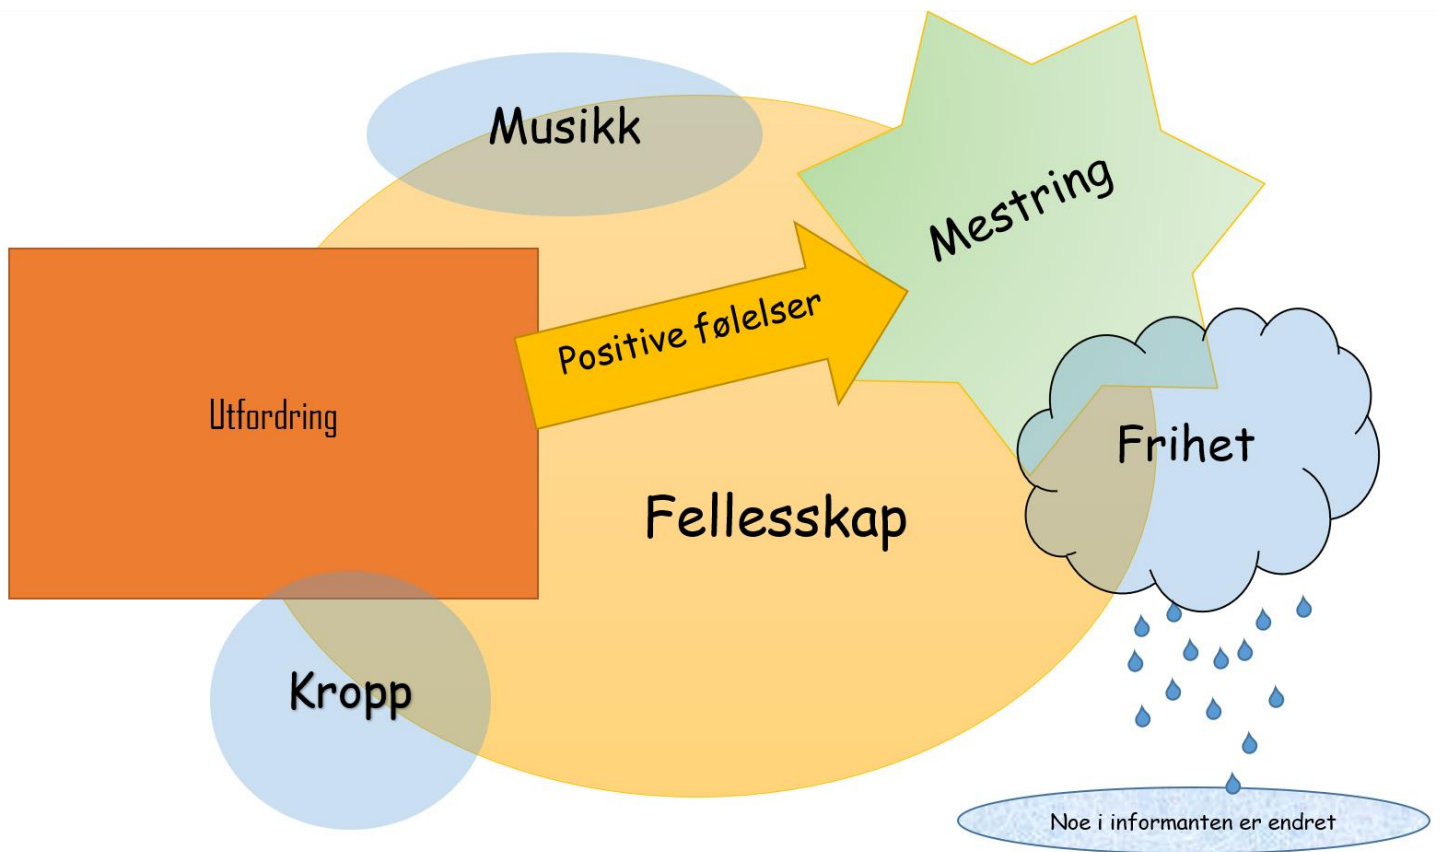 Musikk
Mestring
Positive følelser
Utfordring
Frihet
Fellesskap
Kropp
Noe i informanten er endret